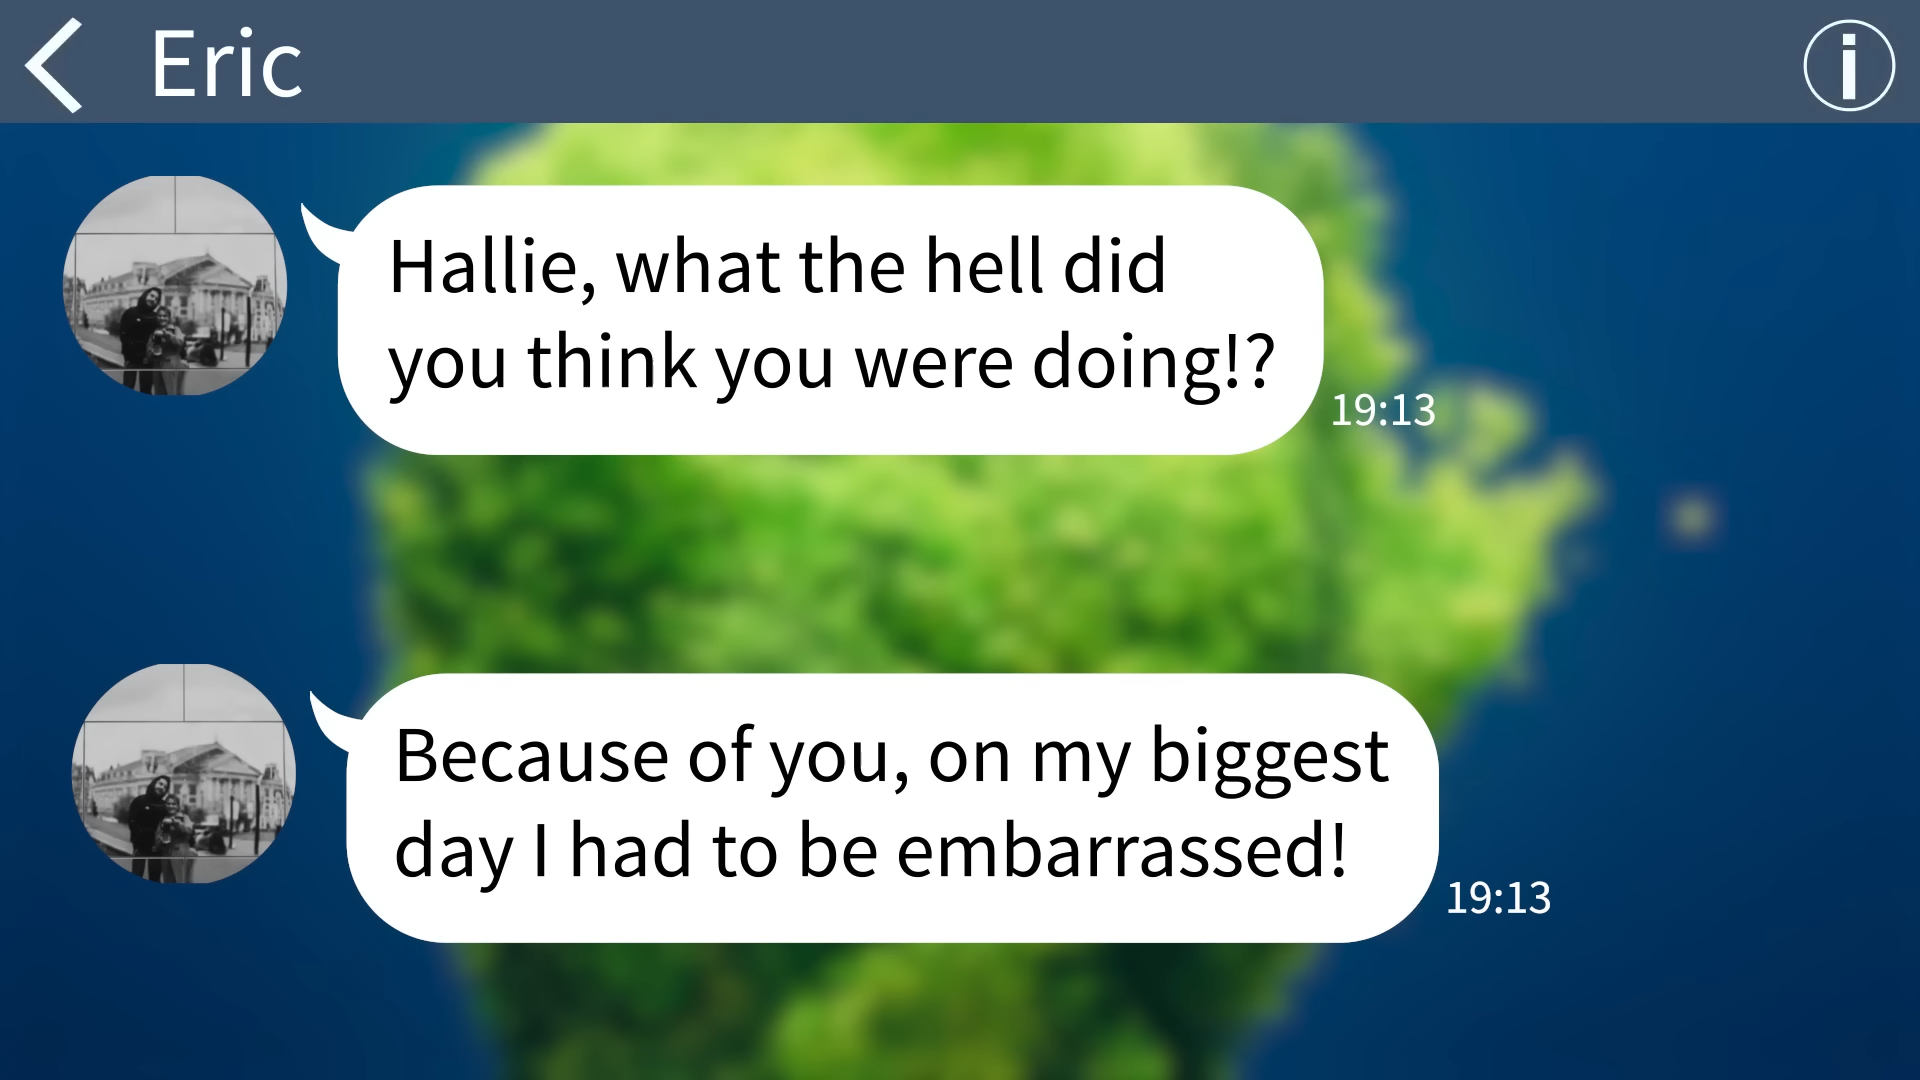 Eric
Hallie, what the hell did
you think you were doing!?
19:13
Because of you, on my biggest
day I had to be embarrassed!
19:13